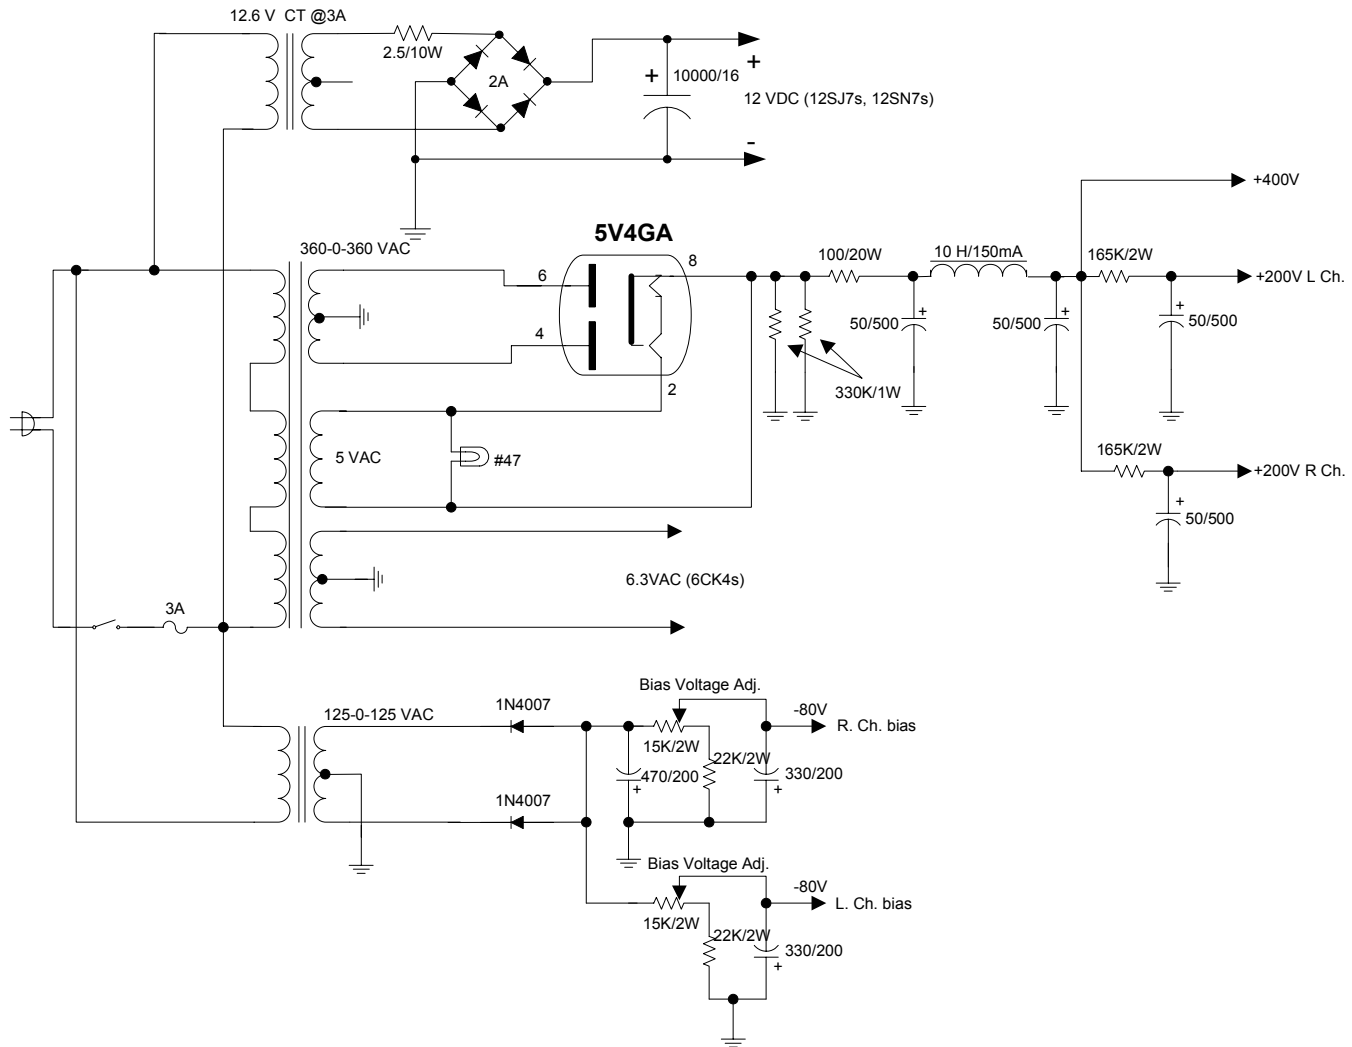 12.6 V CT @3A
2.5/10W
2A
+
10000/16
+
12 VDC (12SJ7s, 12SN7s)
-
+400V
360-0-360 VAC
5V4GA
6
8
4
2
100/20W
10 H/150mA
165K/2W
+200V L Ch.
+
50/500
+
50/500
+
50/500
330K/1W
5 VAC
#47
165K/2W
+200V R Ch.
+
50/500
6.3VAC (6CK4s)
3A
125-0-125 VAC
1N4007
Bias Voltage Adj.
-80V
R. Ch. bias
15K/2W
22K/2W
470/200
+
330/200
+
1N4007
Bias Voltage Adj.
-80V
L. Ch. bias
15K/2W
22K/2W
330/200
+